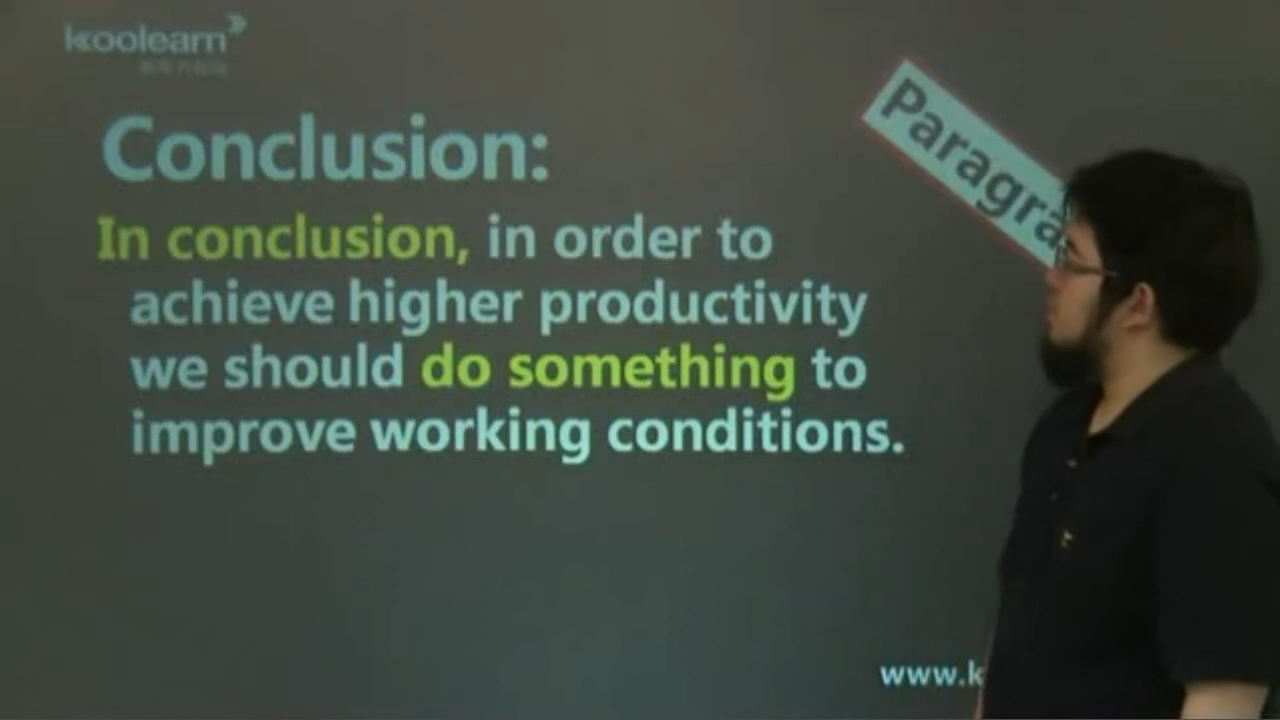 koolearn
Conclusion:
In conclusion, in order to
achieve higher productivity
we should do something to
improve working conditions.
Paragra
www.k